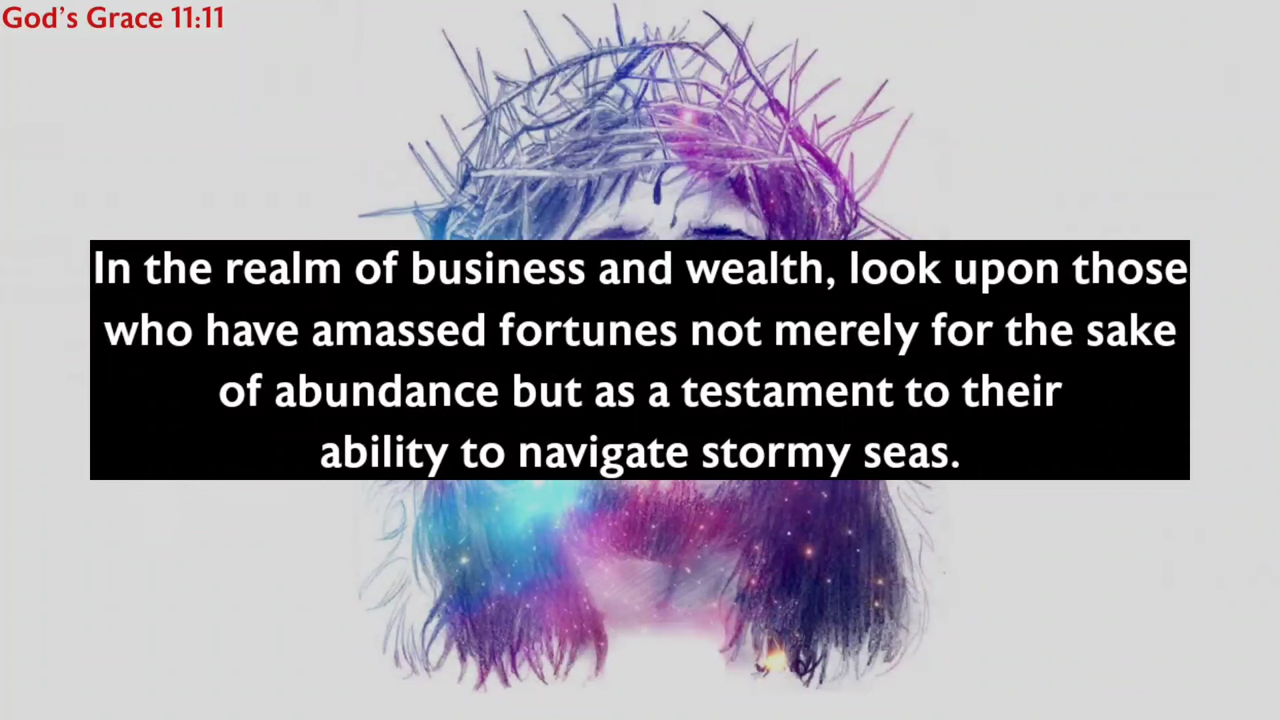 God's Grace 11:11
In the realm of business and wealth, look upon those
who have amassed fortunes not merely for the sake
of abundance but as a testament to their
ability to navigate stormy seas.